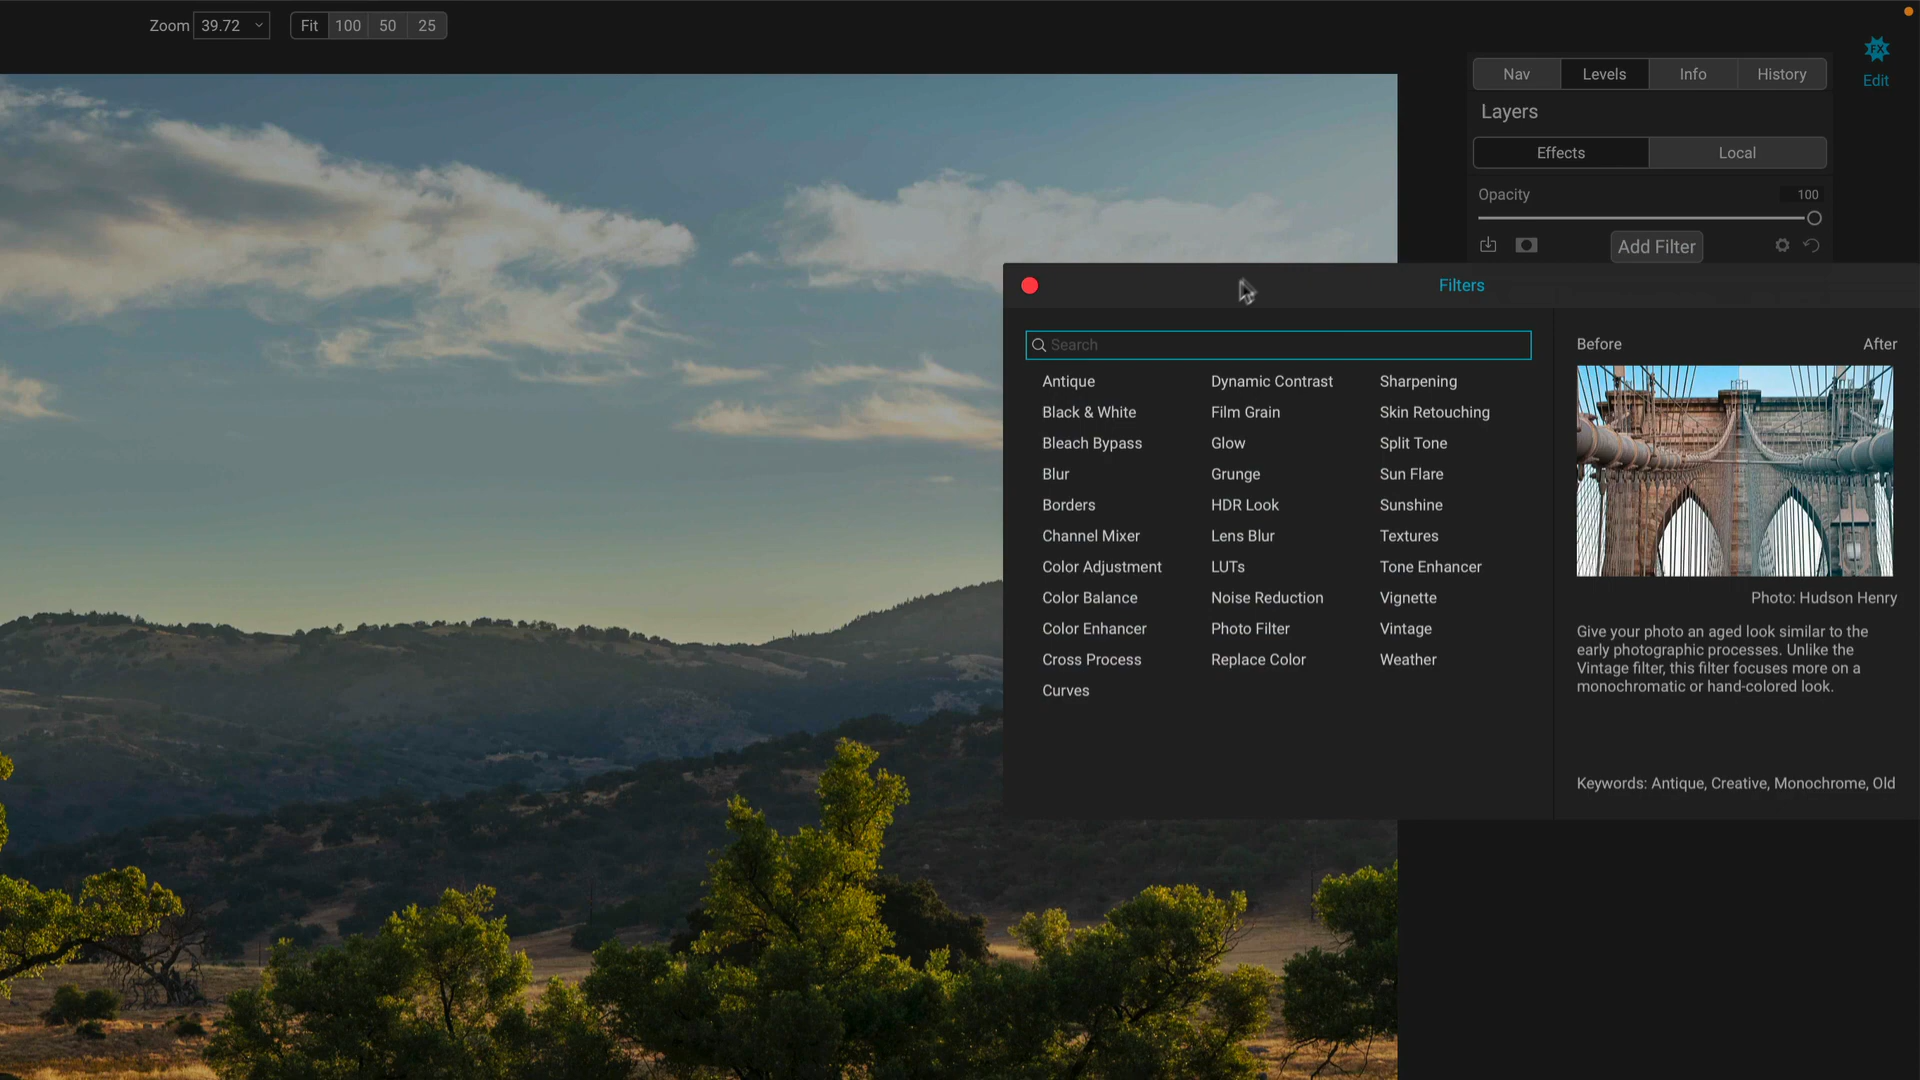 Zoom 39.72 Fit 100 50 25
FX
Edit
Nav Levels Info History
Layers
Effects Local
Opacity 100
Add Filter
Filters
Search
Antique
Black & White
Bleach Bypass
Blur
Borders
Channel Mixer
Color Adjustment
Color Balance
Color Enhancer
Cross Process
Curves
Dynamic Contrast
Film Grain
Glow
Grunge
HDR Look
Lens Blur
LUTs
Noise Reduction
Photo Filter
Replace Color
Sharpening
Skin Retouching
Split Tone
Sun Flare
Sunshine
Textures
Tone Enhancer
Vignette
Vintage
Weather
Before After
Photo: Hudson Henry
Give your photo an aged look similar to the
early photographic processes. Unlike the
Vintage filter, this filter focuses more on a
monochromatic or hand-colored look.
Keywords: Antique, Creative, Monochrome, Old